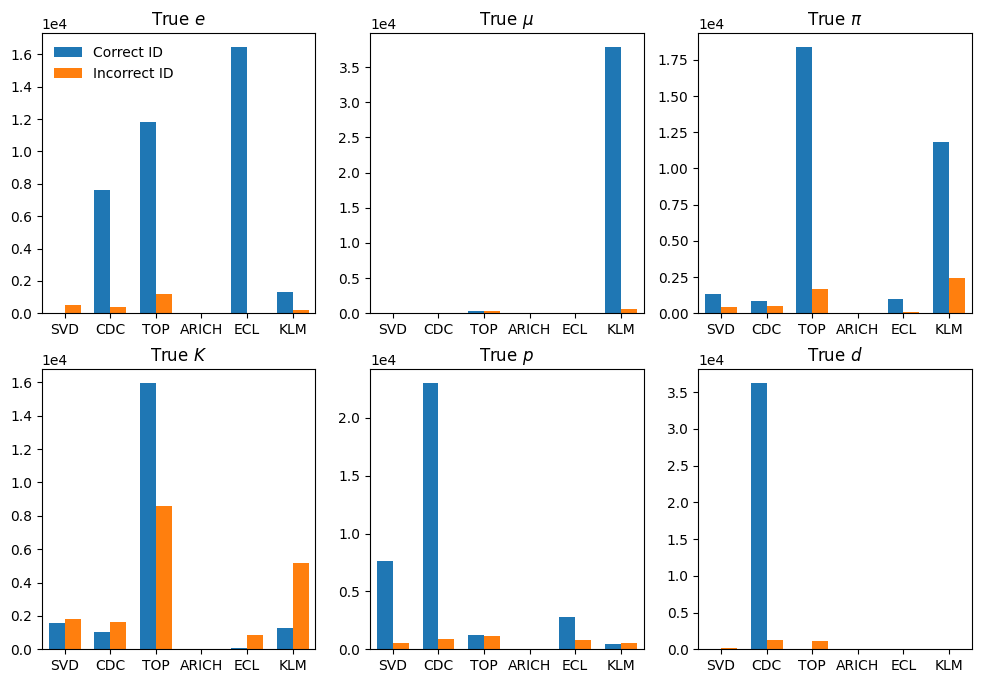 True e
1e4
Correct ID
Incorrect ID
1.6
1.4
1.2
1.0
0.8
0.6
0.4
0.2
0.0
SVD CDC TOP ARICH ECL KLM
True μ
1e4
3.5
3.0
2.5
2.0
1.5
1.0
0.5
0.0
SVD CDC TOP ARICH ECL KLM
True π
1e4
1.75
1.50
1.25
1.00
0.75
0.50
0.25
0.00
SVD CDC TOP ARICH ECL KLM
True K
1e4
1.6
1.4
1.2
1.0
0.8
0.6
0.4
0.2
0.0
SVD CDC TOP ARICH ECL KLM
True p
1e4
2.0
1.5
1.0
0.5
0.0
SVD CDC TOP ARICH ECL KLM
True d
1e4
3.5
3.0
2.5
2.0
1.5
1.0
0.5
0.0
SVD CDC TOP ARICH ECL KLM